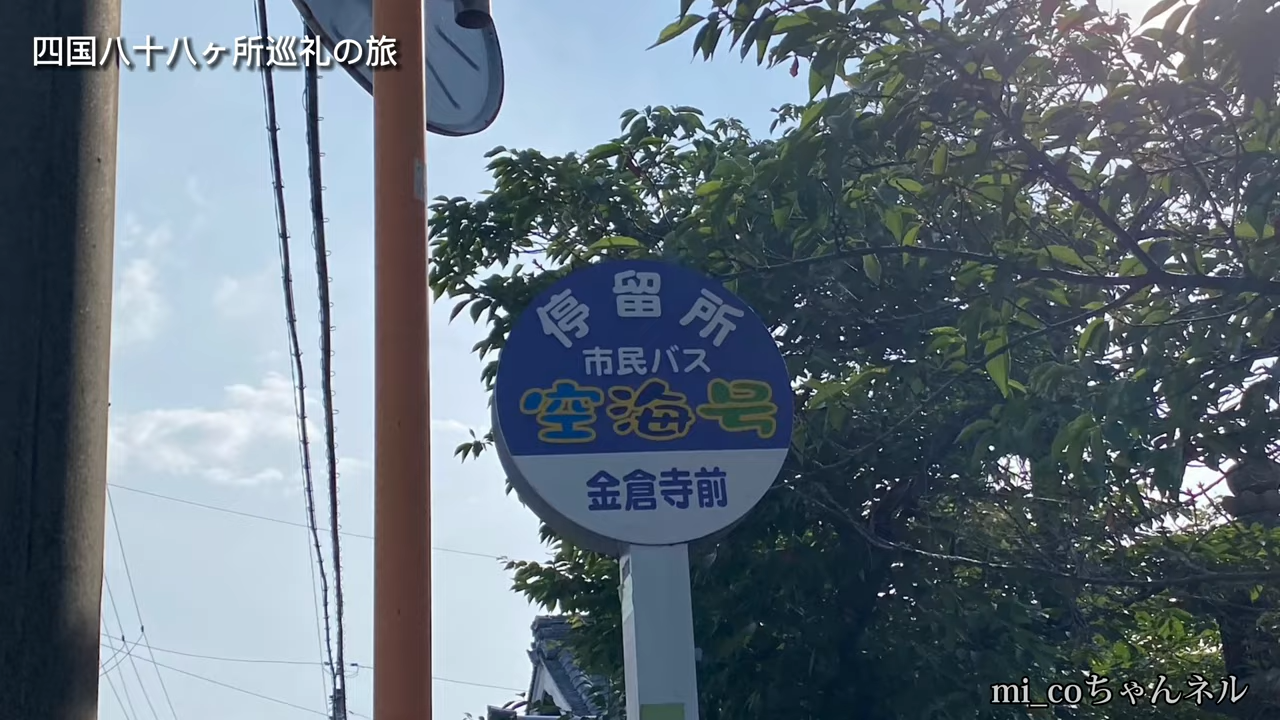 四国八十八ヶ所巡礼の旅
停留所
市民バス
空海号
金倉寺前
mi_coちゃんネル